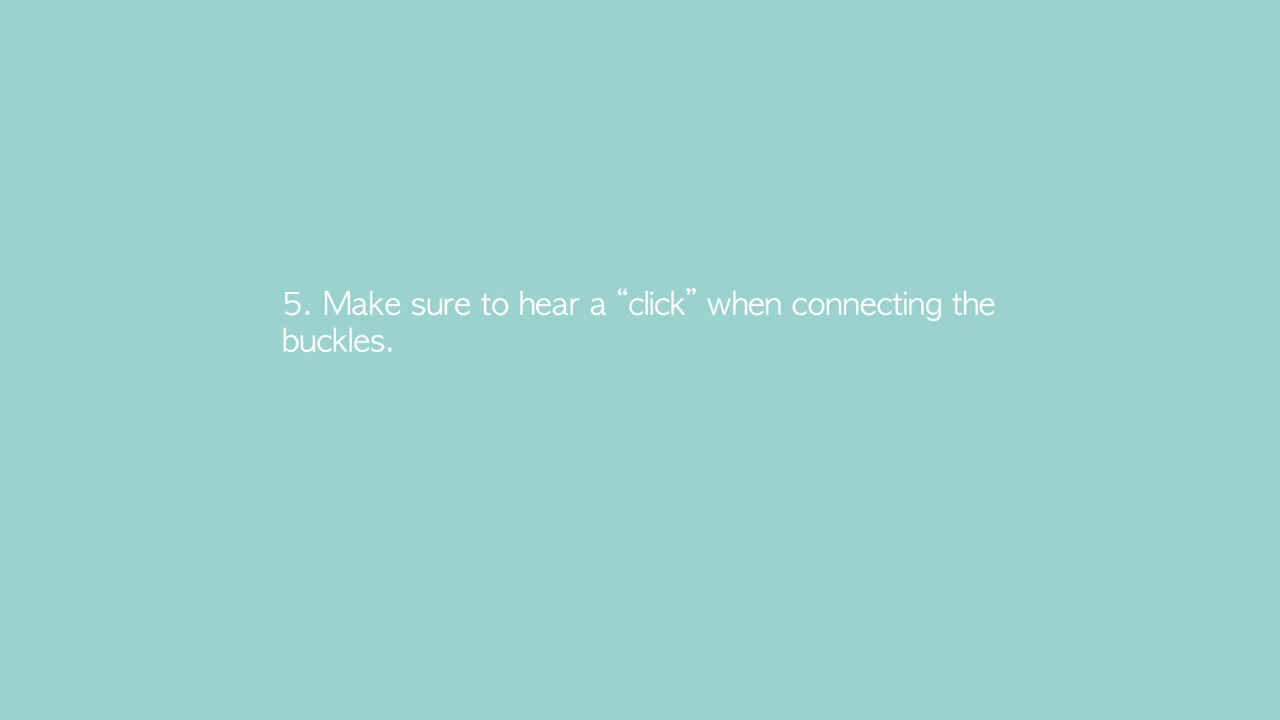 5. Make sure to hear a “click” when connecting the
buckles.